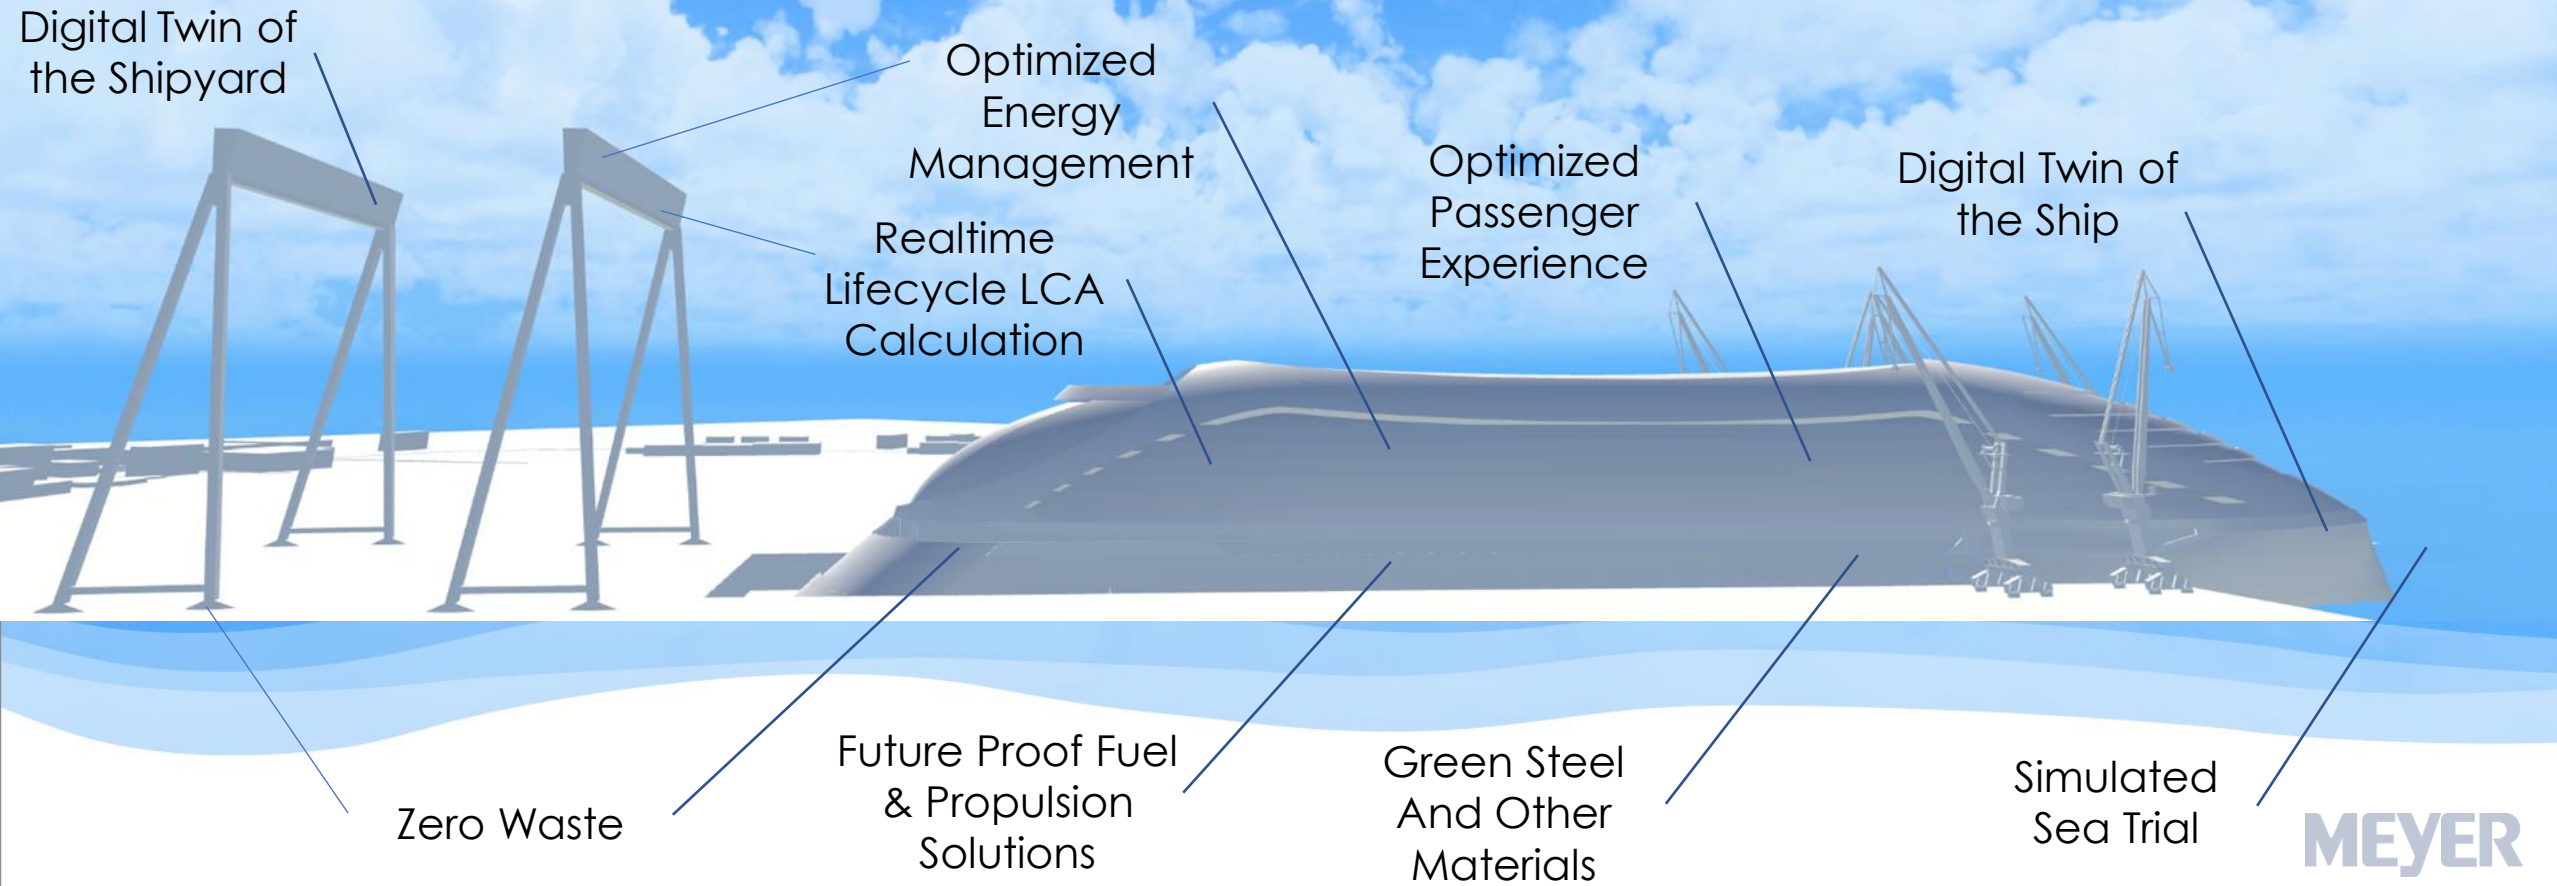 Digital Twin of
the Shipyard
Optimized
Energy
Management
Realtime
Lifecycle LCA
Calculation
Optimized
Passenger
Experience
Digital Twin of
the Ship
Zero Waste
Future Proof Fuel
& Propulsion
Solutions
Green Steel
And Other
Materials
Simulated
Sea Trial
MEYER